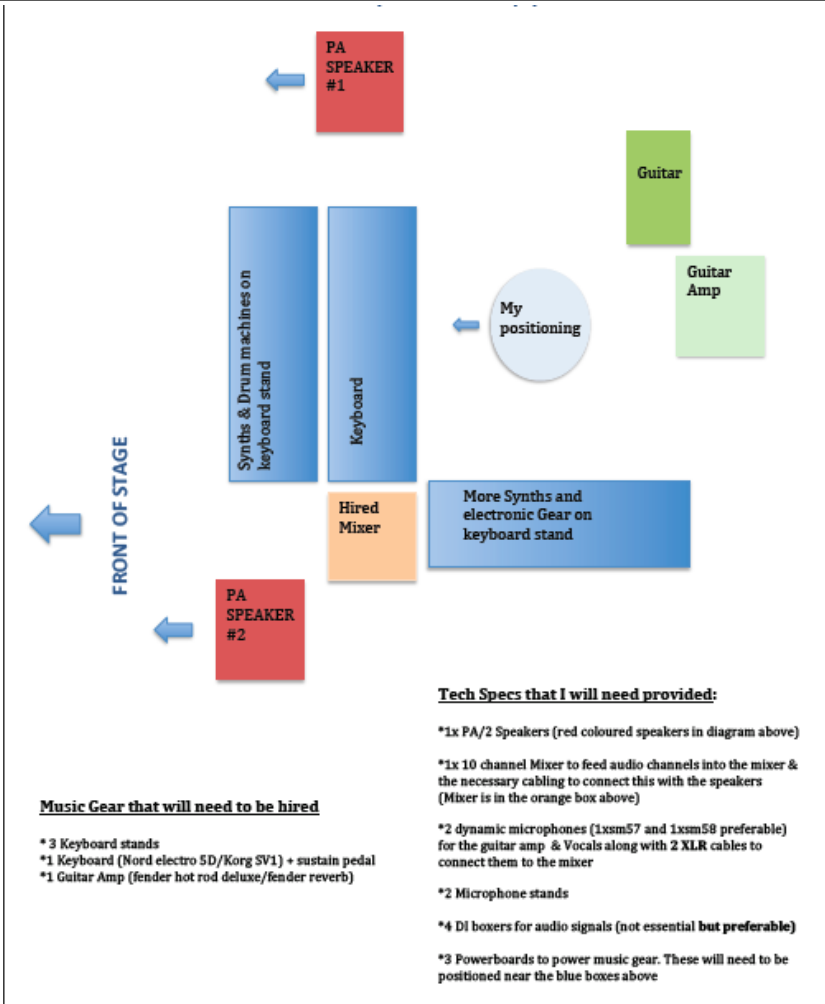 PA
SPEAKER
#1
Guitar
Guitar
Amp
Synths & Drum machines on
keyboard stand
Keyboard
My
positioning
FRONT OF STAGE
Hired
Mixer
More Synths and
electronic Gear on
keyboard stand
PA
SPEAKER
#2
Music Gear that will need to be hired
* 3 Keyboard stands
*1 Keyboard (Nord electro 5D/Korg SV1) + sustain pedal
*1 Guitar Amp (fender hot rod deluxe/fender reverb)
Tech Specs that I will need provided:
*1x PA/2 Speakers (red coloured speakers in diagram above)
*1x 10 channel Mixer to feed audio channels into the mixer &
the necessary cabling to connect this with the speakers
(Mixer is in the orange box above)
*2 dynamic microphones (1xsm57 and 1xsm58 preferable)
for the guitar amp & Vocals along with 2 XLR cables to
connect them to the mixer
*2 Microphone stands
*4 DI boxers for audio signals (not essential but preferable)
*3 Powerboards to power music gear. These will need to be
positioned near the blue boxes above